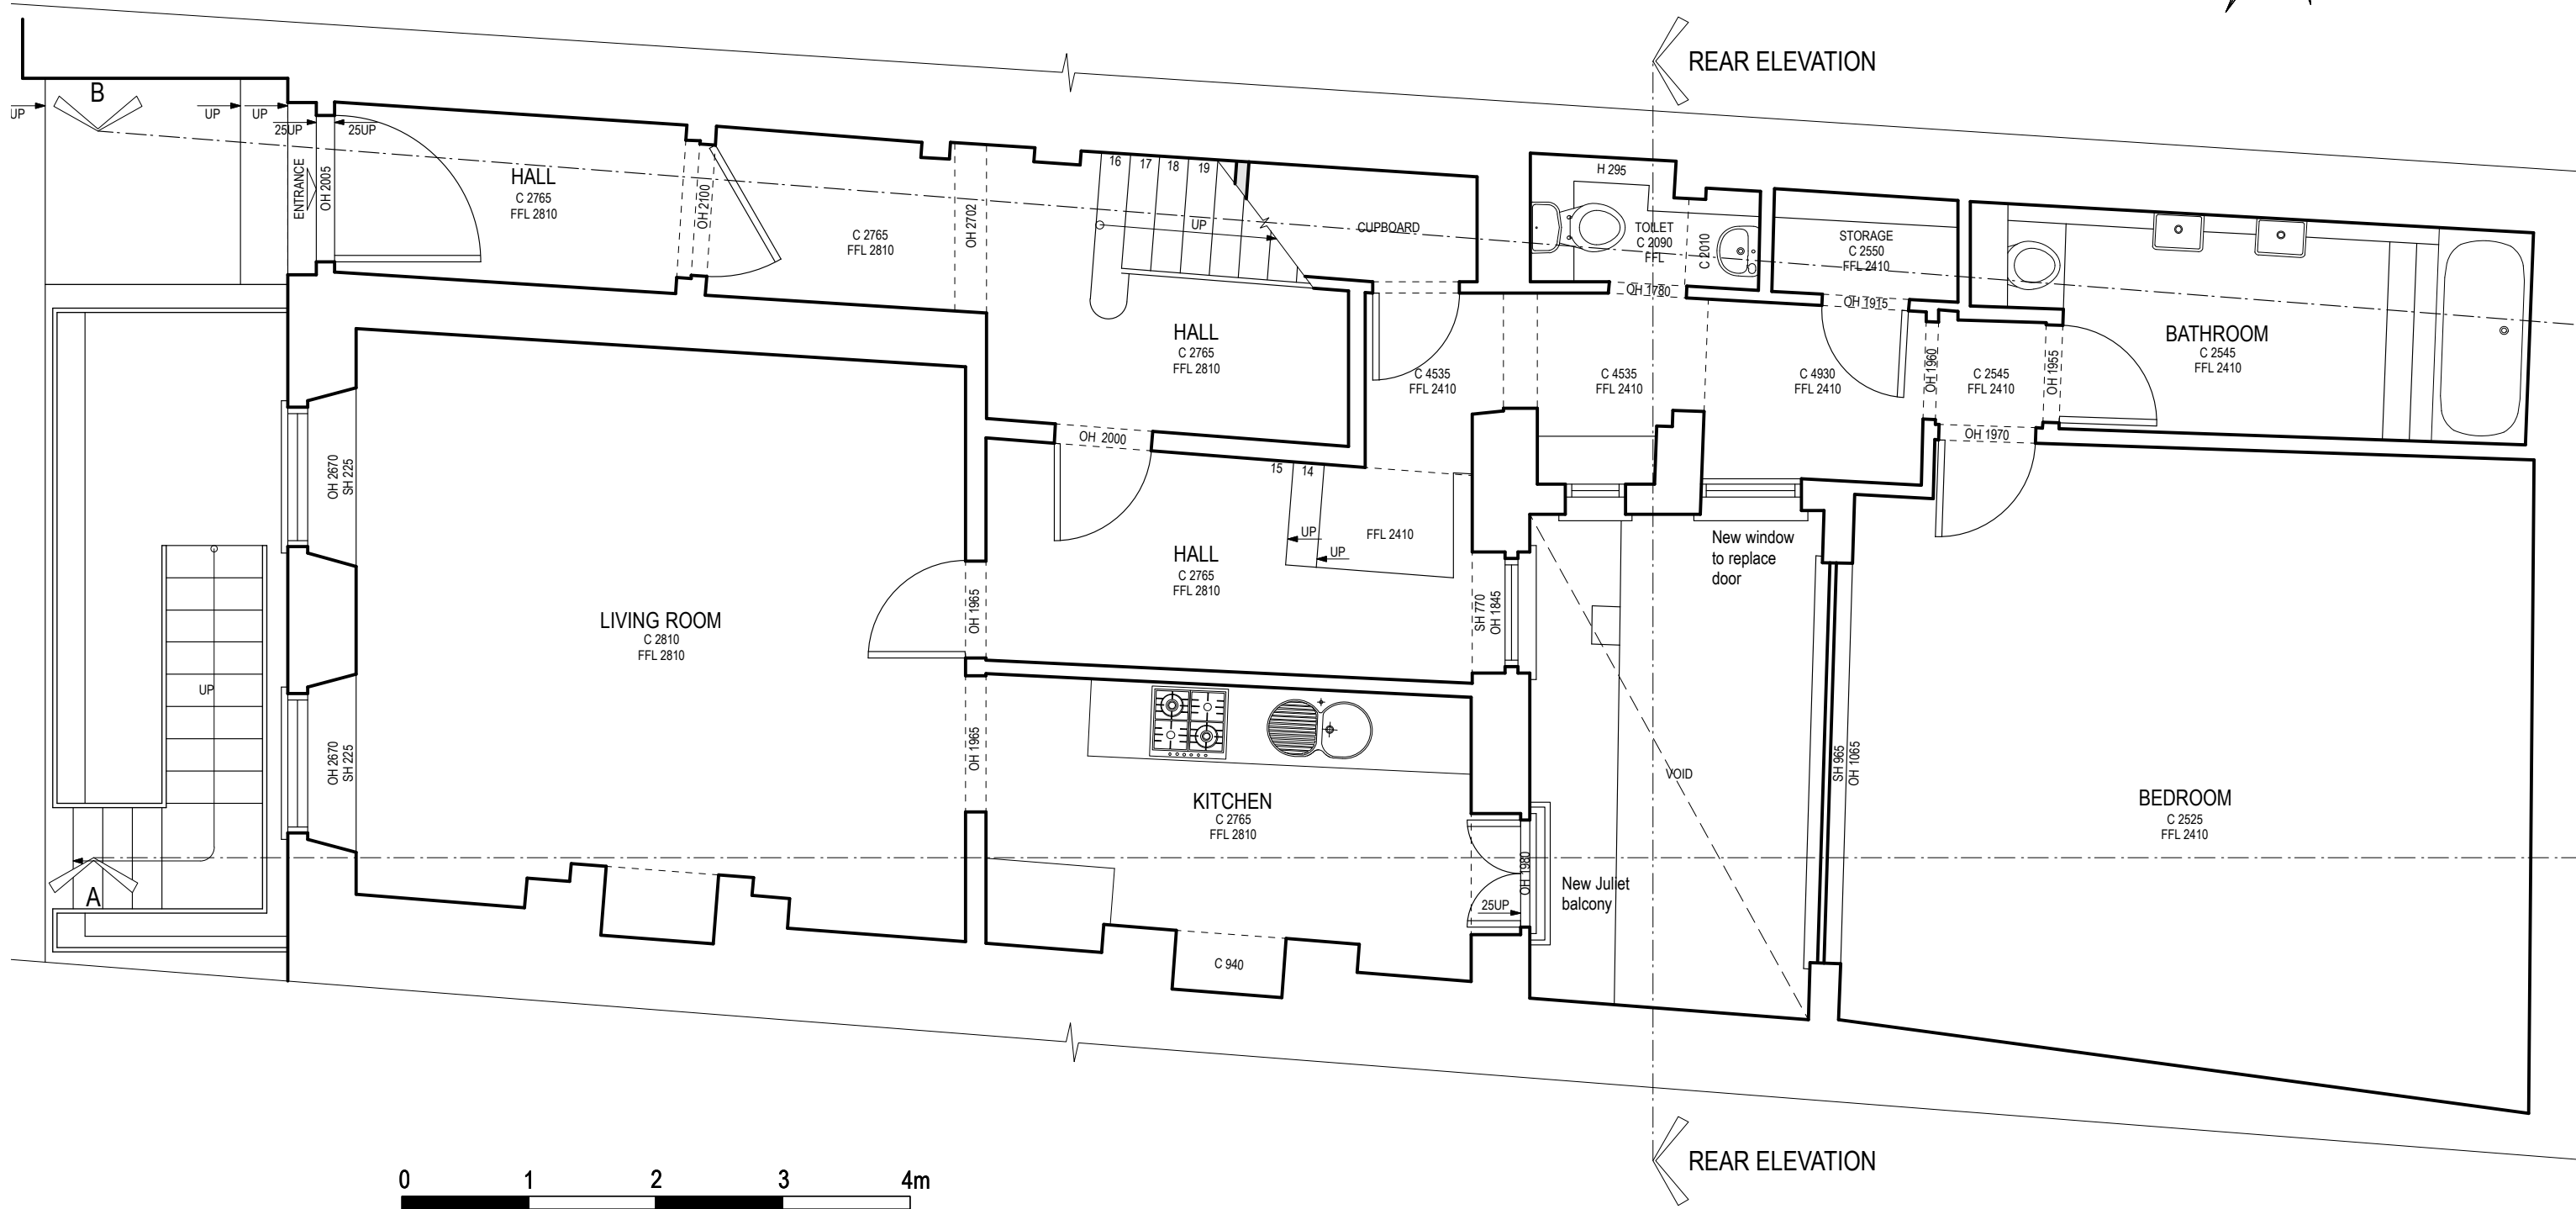 REAR ELEVATION
B
UP
UP
UP
25UP
25UP
ENTRANCE
OH 2005
HALL
C 2765
FFL 2810
OH 2100
C 2765
FFL 2810
OH 2702
16
17
18
19
UP
CUPBOARD
HALL
C 2765
FFL 2810
H 295
TOILET
C 2090
FFL
C 2010
OH 1780
STORAGE
C 2550
FFL 2410
OH 1915
BATHROOM
C 2545
FFL 2410
C 4535
FFL 2410
C 4535
FFL 2410
C 4930
FFL 2410
OH 1960
C 2545
FFL 2410
OH 1955
OH 1970
OH 2000
15
14
UP
UP
FFL 2410
OH 2670
SH 225
LIVING ROOM
C 2810
FFL 2810
OH 1965
HALL
C 2765
FFL 2810
SH 770
OH 1845
New window
to replace
door
UP
OH 2670
SH 225
OH 1965
KITCHEN
C 2765
FFL 2810
VOID
SH 965
OH 1065
BEDROOM
C 2525
FFL 2410
A
OH 1980
25UP
New Juliet
balcony
C 940
REAR ELEVATION
0 1 2 3 4m